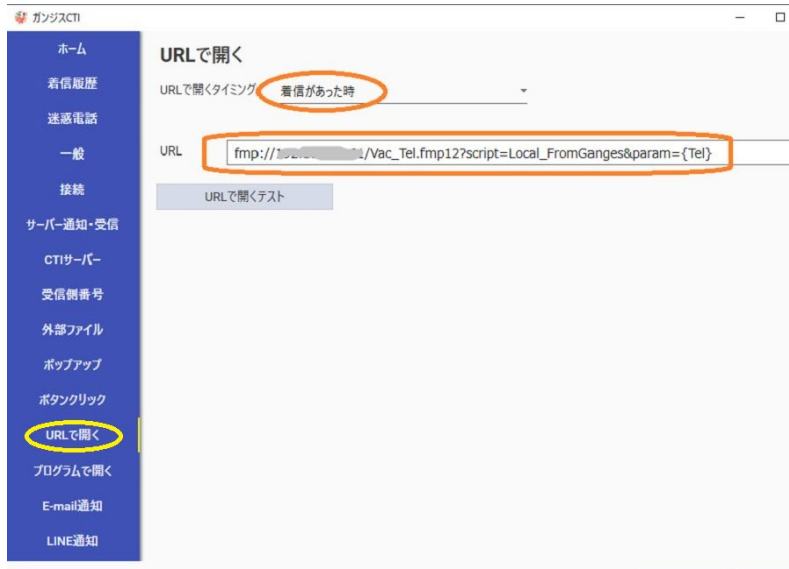 ガンジスCTI
ホーム
着信履歴
迷惑電話
一般
接続
サーバー通知・受信
CTIサーバー
受信側番号
外部ファイル
ポップアップ
ボタンクリック
URLで開く
プログラムで開く
E-mail通知
LINE通知
URLで開く
URLで開くタイミング 着信があった時
URL fmp:///Vac_Tel.fmp12?script=Local_FromGanges&param={Tel}
URLで開くテスト